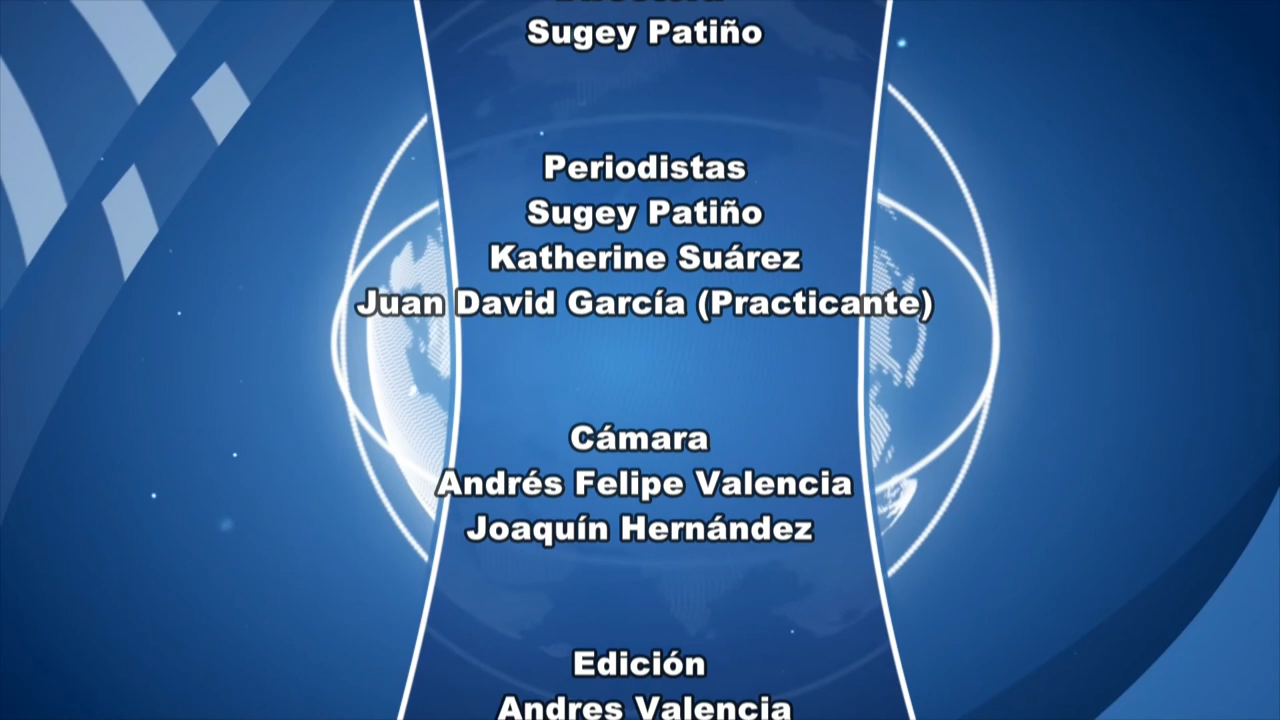 Sugey Patiño
Periodistas
Sugey Patiño
Katherine Suárez
Juan David García (Practicante)
Cámara
Andrés Felipe Valencia
Joaquín Hernández
Edición
Andres Valencia